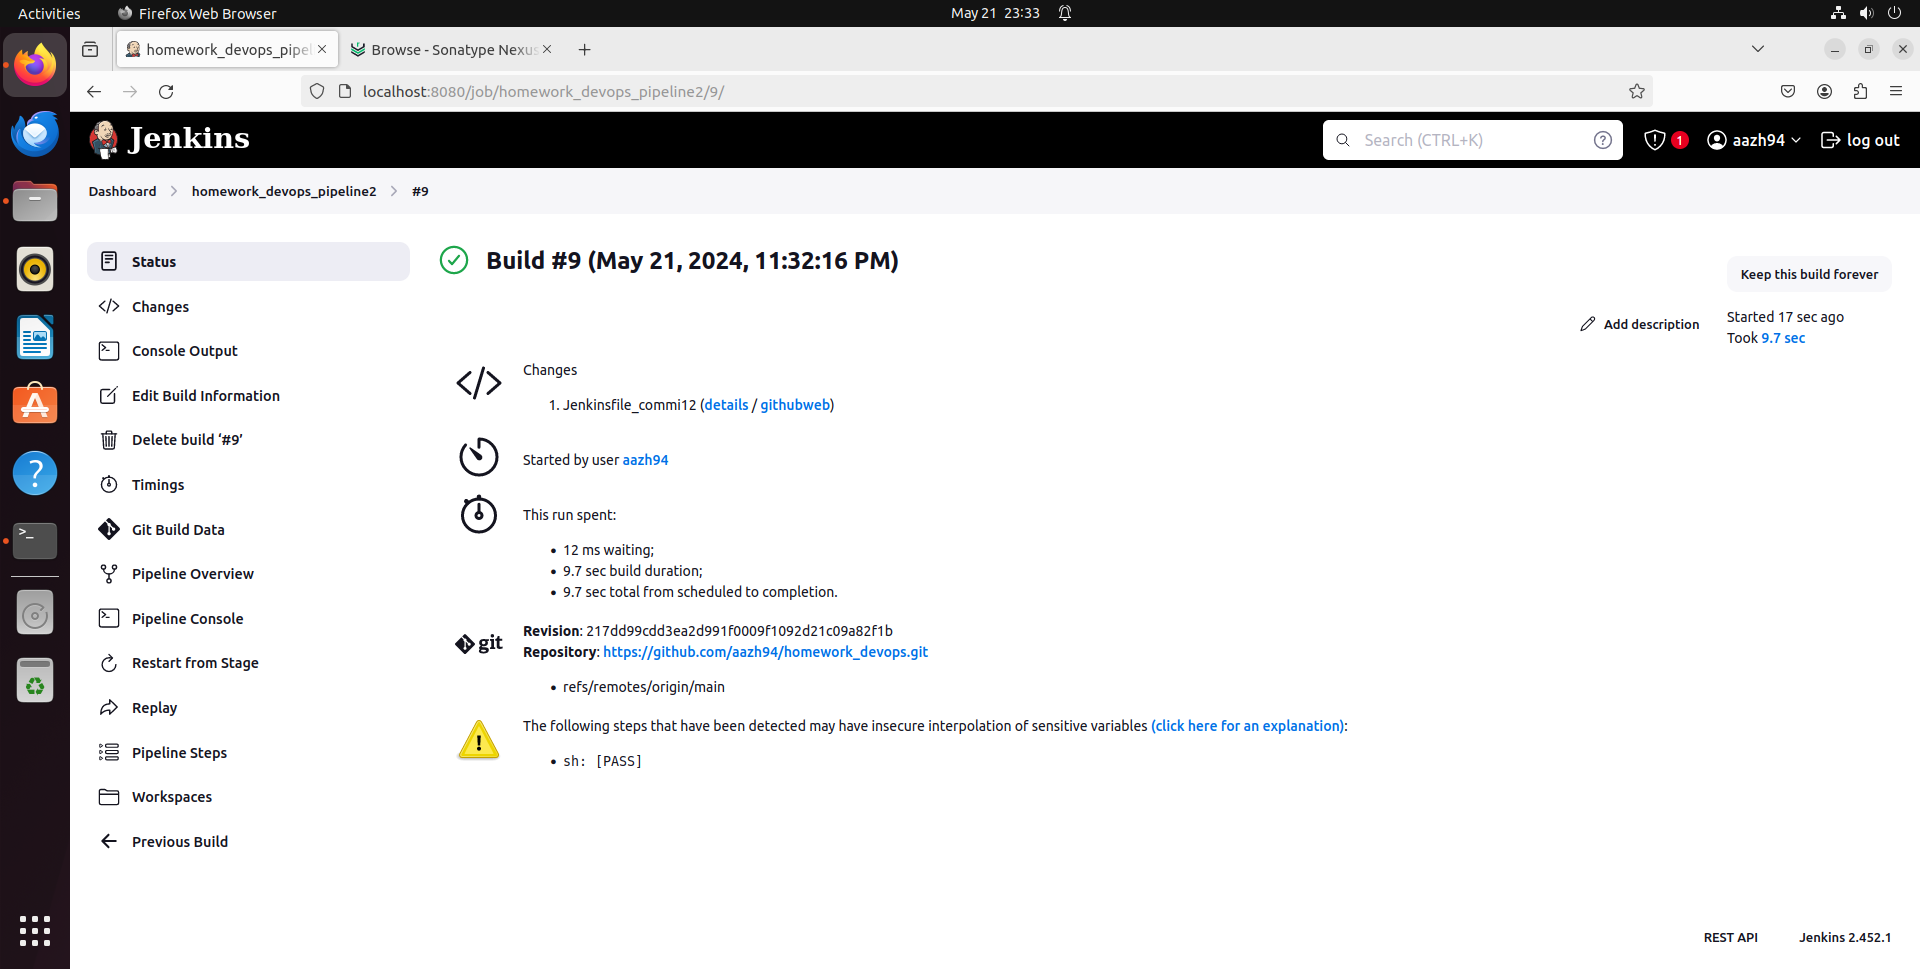 Activities
Firefox Web Browser
May 21 23:33
homework_devops_pipel
Browse - Sonatype Nexus
localhost:8080/job/homework_devops_pipeline2/9/
Jenkins
Search (CTRL+K)
1
aazh94
log out
Dashboard
homework_devops_pipeline2
#9
Status
Changes
Console Output
Edit Build Information
Delete build ‘#9’
Timings
Git Build Data
Pipeline Overview
Pipeline Console
Restart from Stage
Replay
Pipeline Steps
Workspaces
Previous Build
Build #9 (May 21, 2024, 11:32:16 PM)
Keep this build forever
Add description
Started 17 sec ago
Took 9.7 sec
Changes
1. Jenkinsfile_commi12 (details / githubweb)
Started by user aazh94
This run spent:
12 ms waiting;
9.7 sec build duration;
9.7 sec total from scheduled to completion.
git
Revision: 217dd99cdd3ea2d991f0009f1092d21c09a82f1b
Repository: https://github.com/aazh94/homework_devops.git
refs/remotes/origin/main
The following steps that have been detected may have insecure interpolation of sensitive variables (click here for an explanation):
sh: [PASS]
REST API
Jenkins 2.452.1